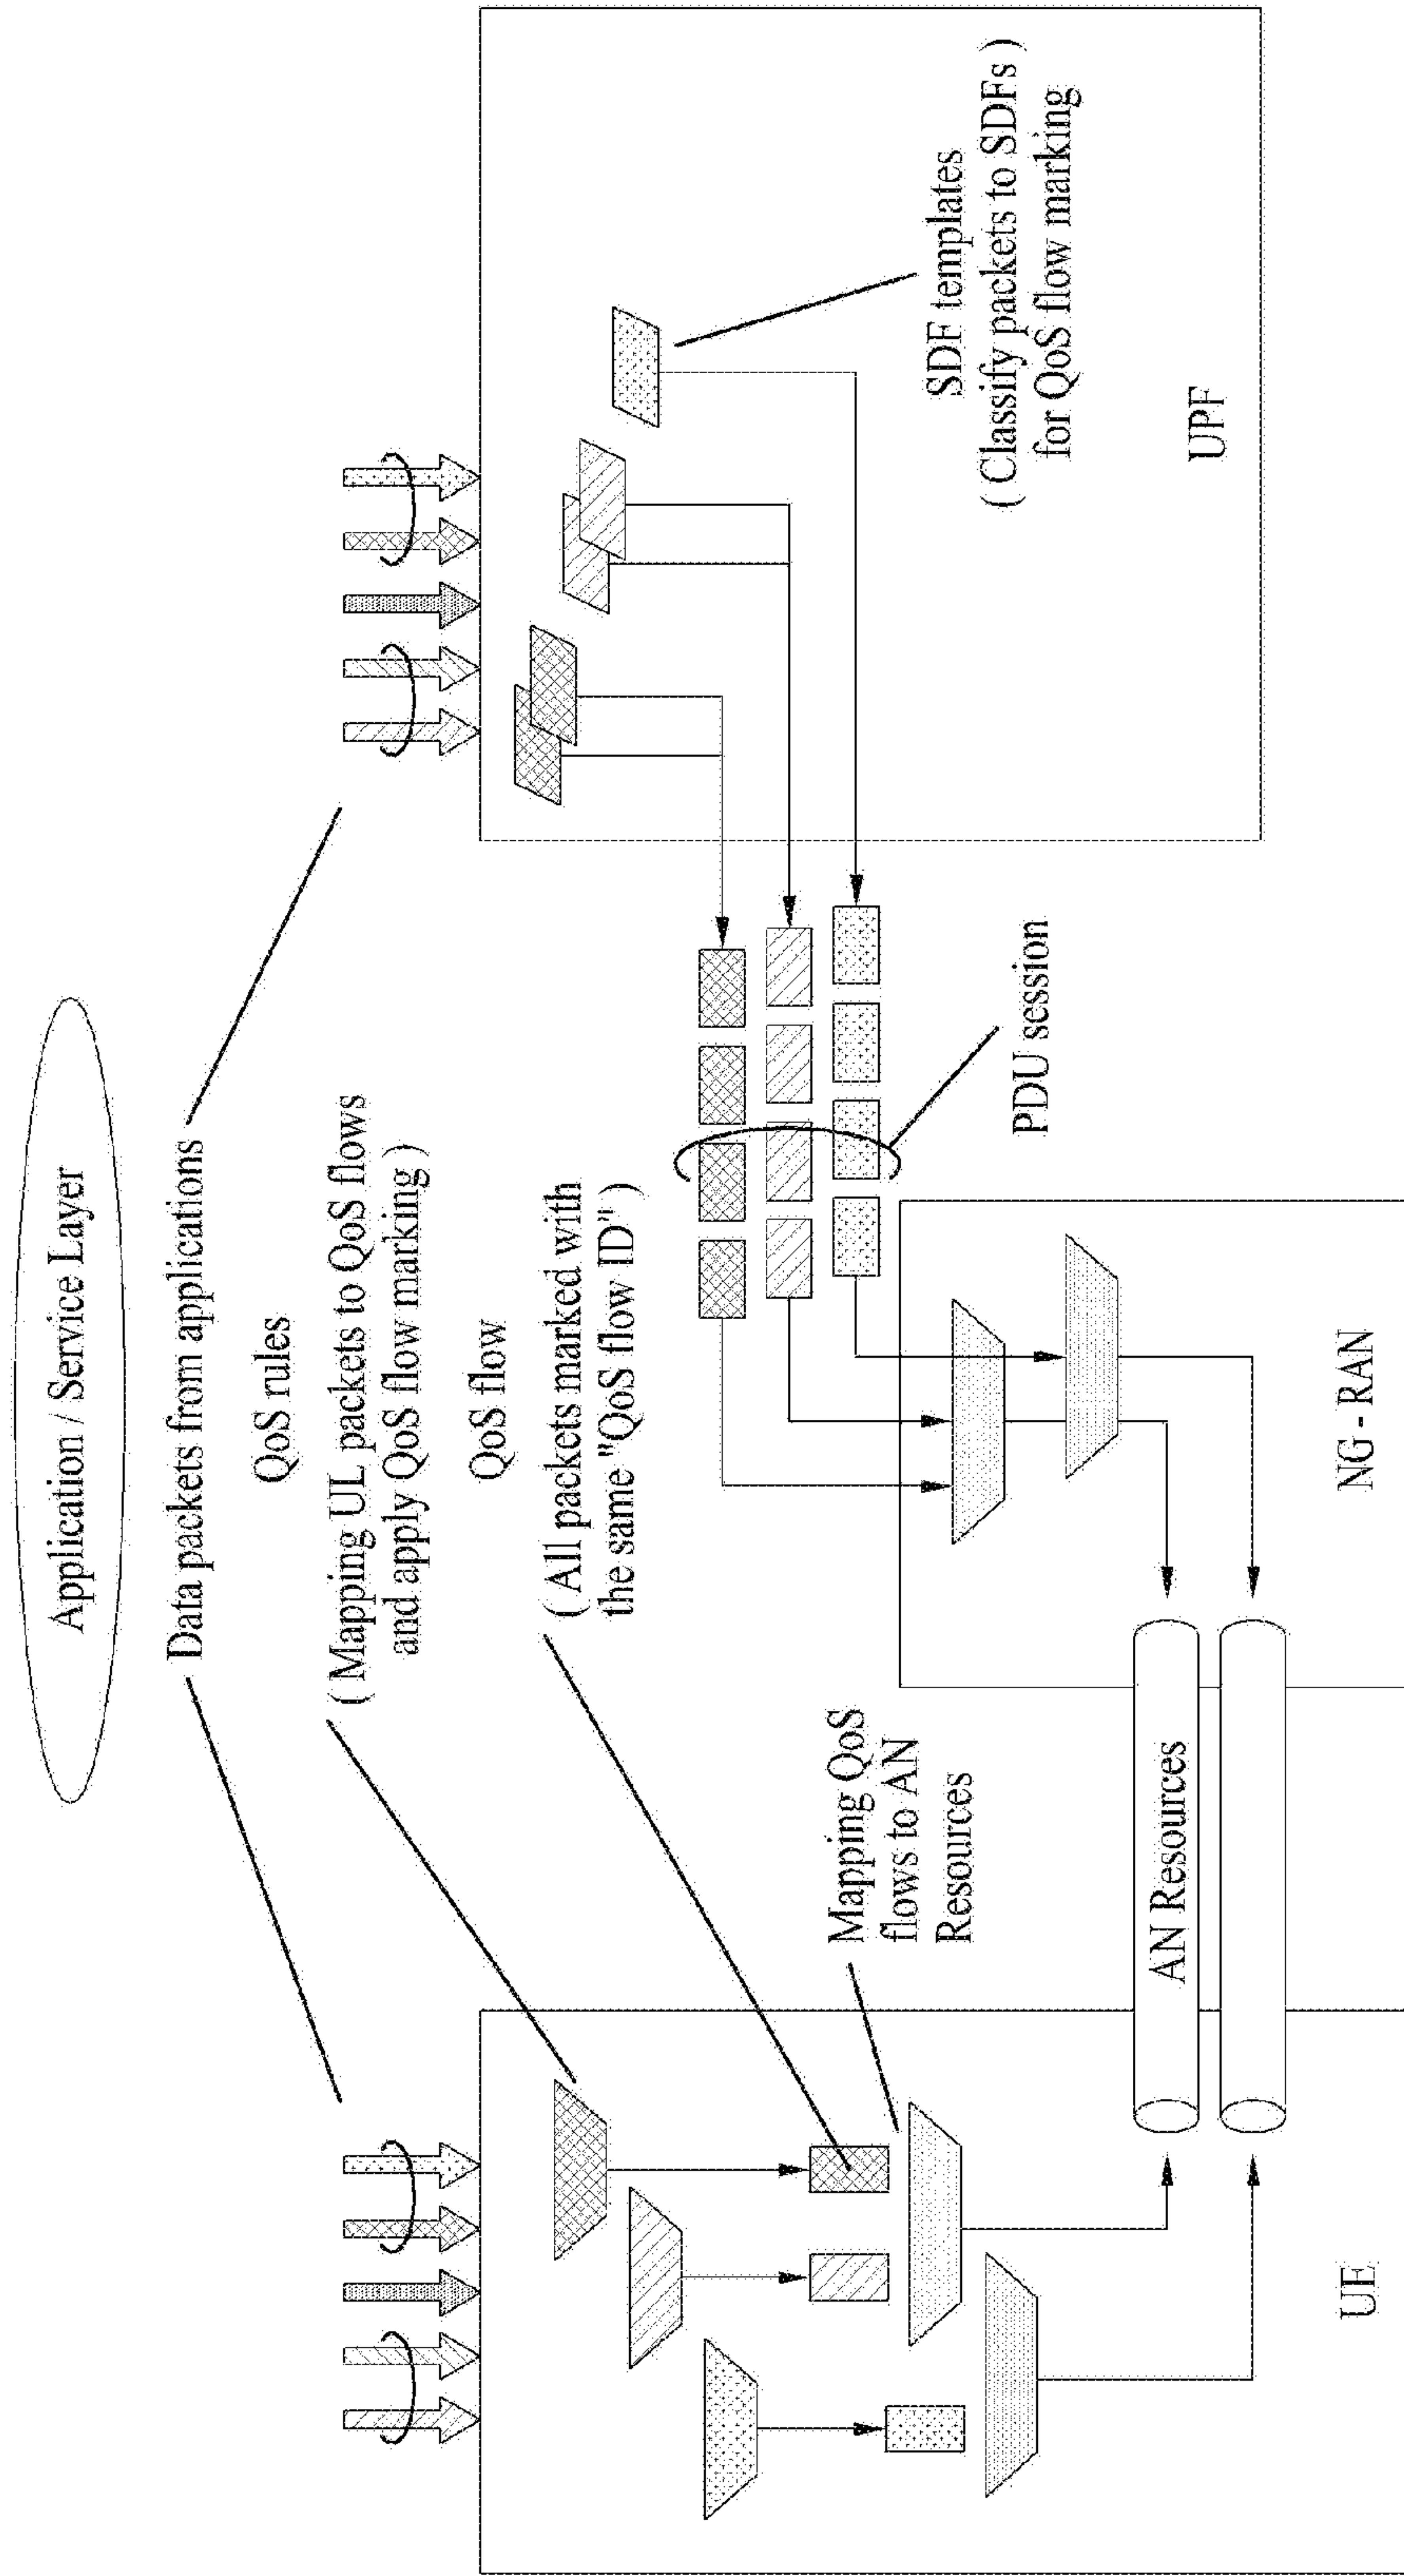 Application / Service Layer
Data packets from applications
QoS rules
( Mapping UL packets to QoS flows
and apply QoS flow marking )
QoS flow
( All packets marked with
the same "QoS flow ID" )
Mapping QoS
flows to AN
Resources
AN Resources
UE
NG - RAN
PDU session
SDF templates
( Classify packets to SDFs )
for QoS flow marking
UPF